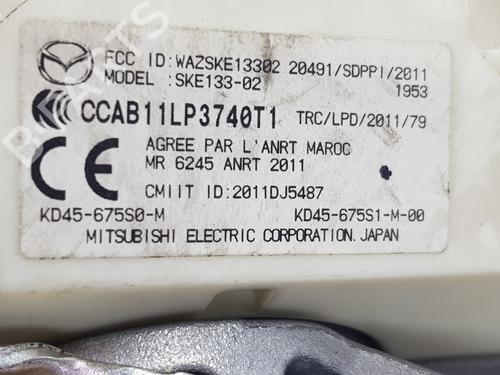 FCC ID:WAZSKE13302 20491/SDPPI/2011
MODEL :SKE133-02 1953
CCAB11LP3740T1 TRC/LPD/2011/79
AGREE PAR L'ANRT MAROC
MR 6245 ANRT 2011
CE
CMIIT ID:2011DJ5487
KD45-675S0-M KD45-675S1-M-00
MITSUBISHI ELECTRIC CORPORATION.JAPAN